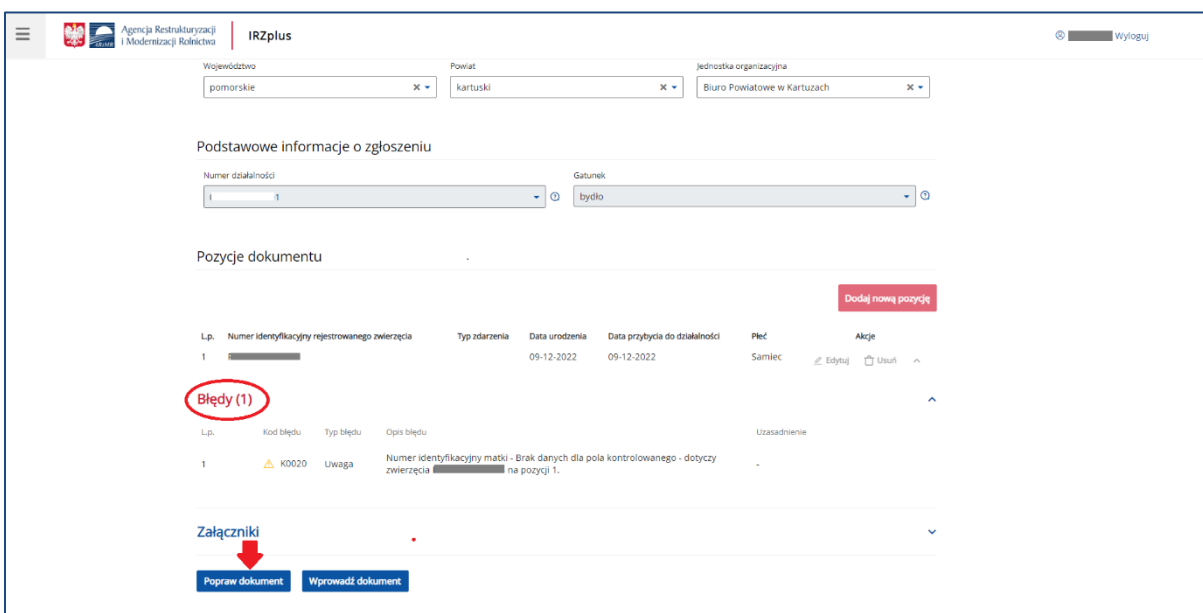 Agencja Restrukturyzacji
i Modernizacji Rolnictwa
IRZplus
Wyloguj
Województwo Powiat Jednostka organizacyjna
pomorskie kartuski Biuro Powiatowe w Kartuzach
Podstawowe informacje o zgłoszeniu
Numer działalności Gatunek
1 bydło
Pozycje dokumentu
Dodaj nową pozycję
L.p. Numer identyfikacyjny rejestrowanego zwierzęcia Typ zdarzenia Data urodzenia Data przybycia do działalności Płeć Akcje
1 09-12-2022 09-12-2022 Samiec Edytuj Usuń
Błędy (1)
L.p. Kod błędu Typ błędu Opis błędu Uzasadnienie
1 K0020 Uwaga Numer identyfikacyjny matki - Brak danych dla pola kontrolowanego - dotyczy
zwierzęcia na pozycji 1. -
Załączniki
Popraw dokument Wprowadź dokument